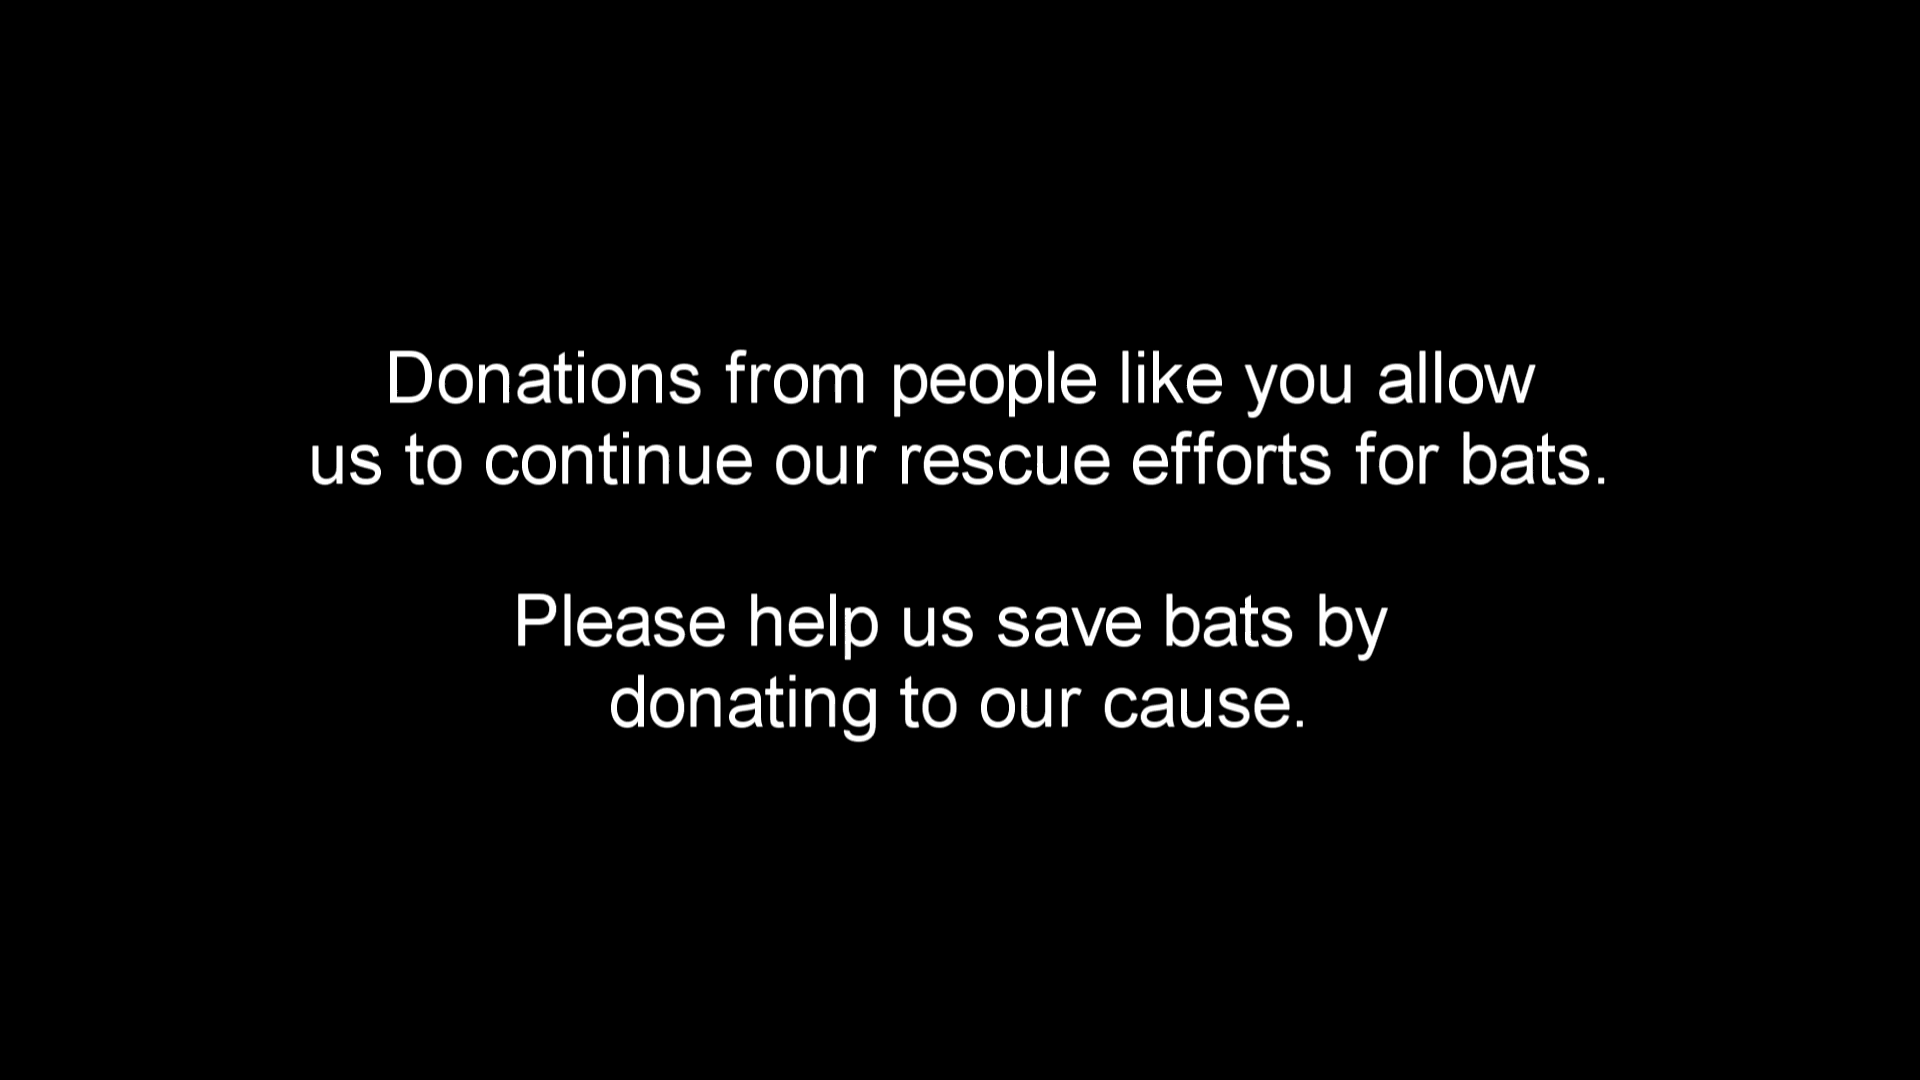 Donations from people like you allow
us to continue our rescue efforts for bats.
Please help us save bats by
donating to our cause.